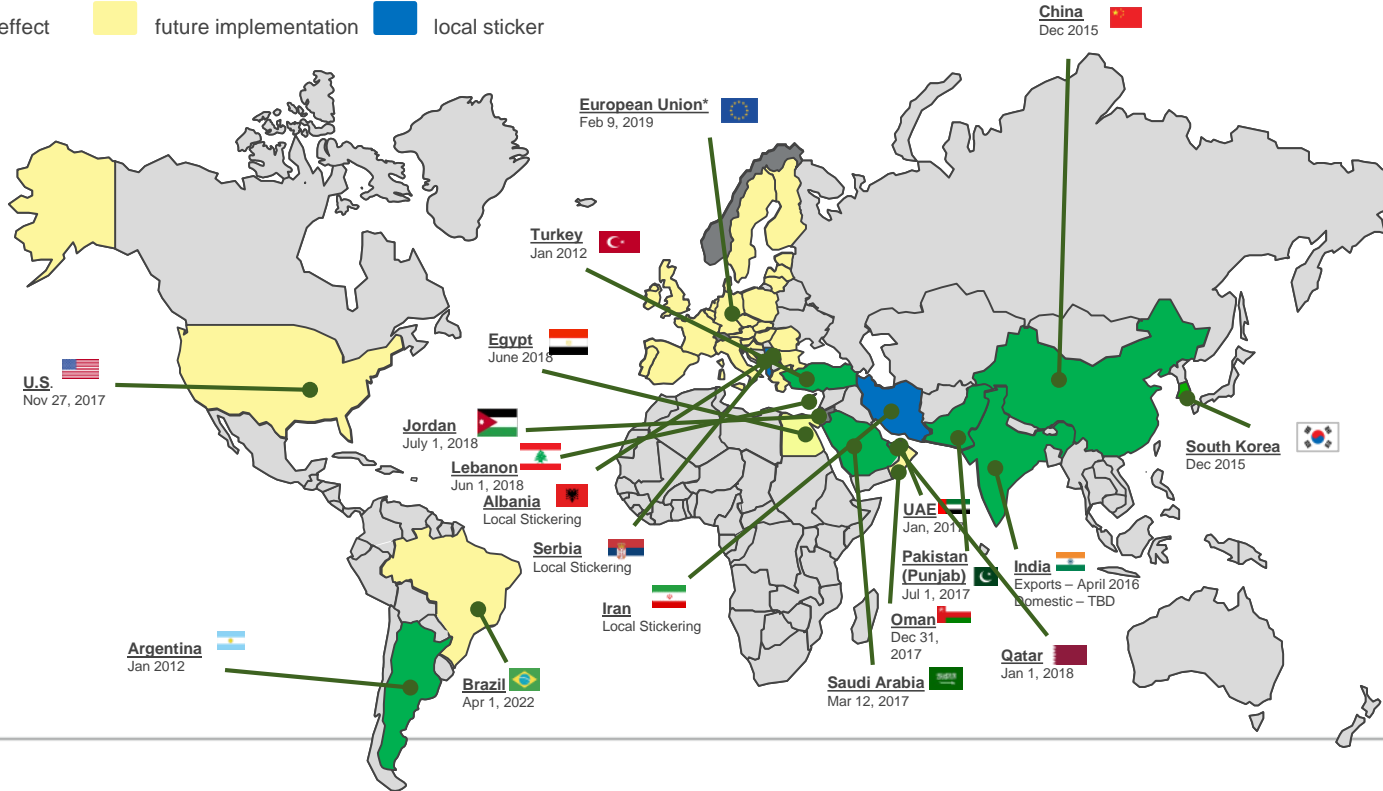 effect
future implementation
local sticker
China
Dec 2015
European Union*
Feb 9, 2019
Turkey
Jan 2012
Egypt
June 2018
U.S.
Nov 27, 2017
Jordan
July 1, 2018
Lebanon
Jun 1, 2018
Albania
Local Stickering
Serbia
Local Stickering
Iran
Local Stickering
South Korea
Dec 2015
UAE
Jan, 2017
Pakistan
(Punjab)
Jul 1, 2017
India
Exports – April 2016
Domestic – TBD
Oman
Dec 31,
2017
Qatar
Jan 1, 2018
Saudi Arabia
Mar 12, 2017
Argentina
Jan 2012
Brazil
Apr 1, 2022